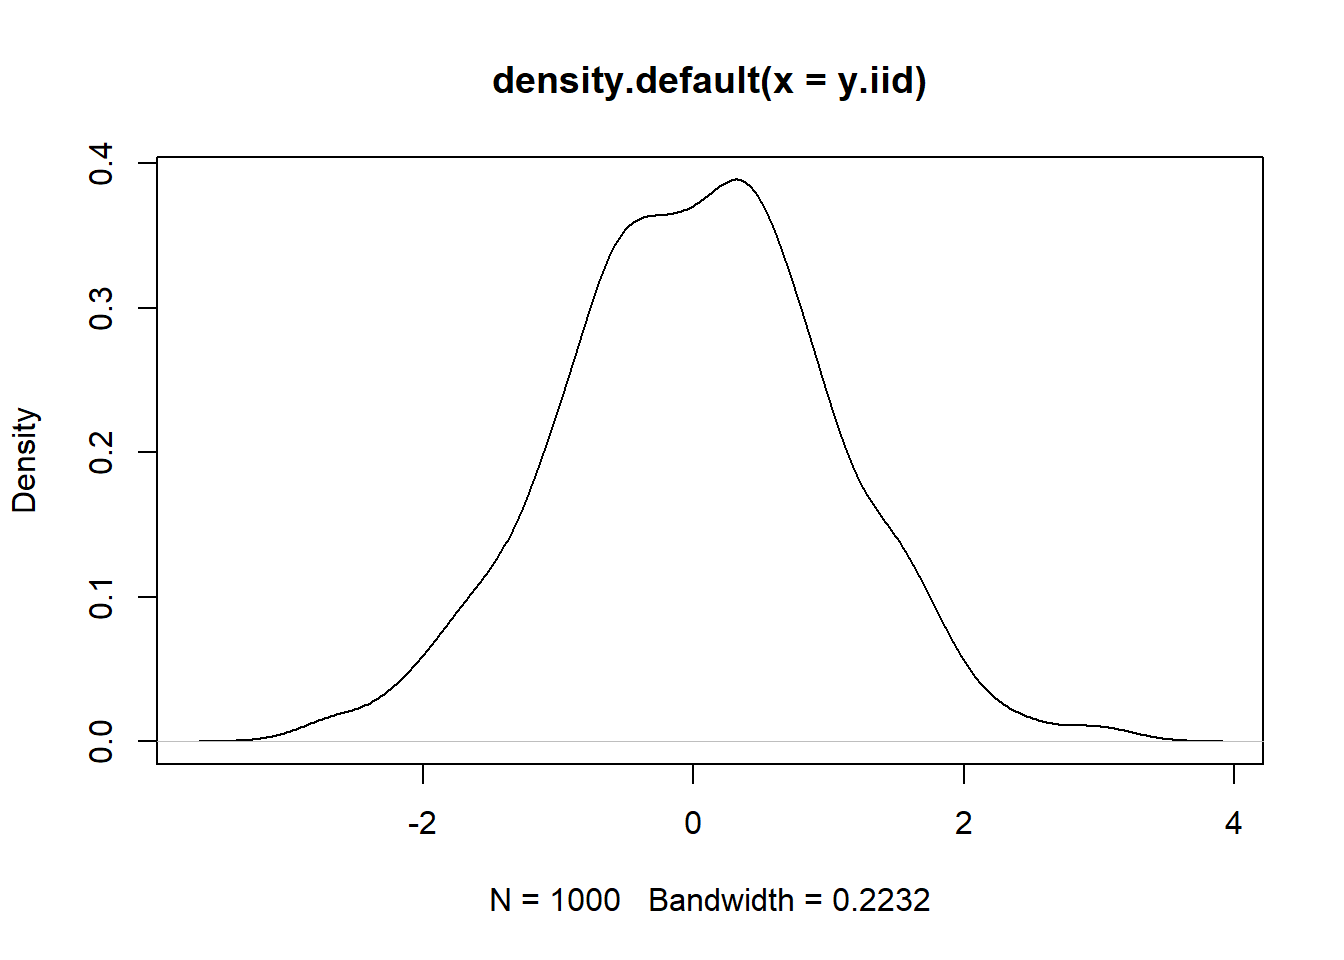 density.default(x = y.iid)
Density
0.4
0.3
0.2
0.1
0.0
-2 0 2 4
N = 1000 Bandwidth = 0.2232